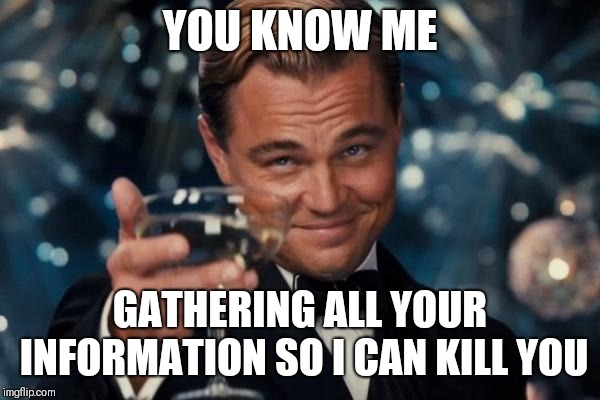 YOU KNOW ME
GATHERING ALL YOUR
INFORMATION SO I CAN KILL YOU
imgflip.com